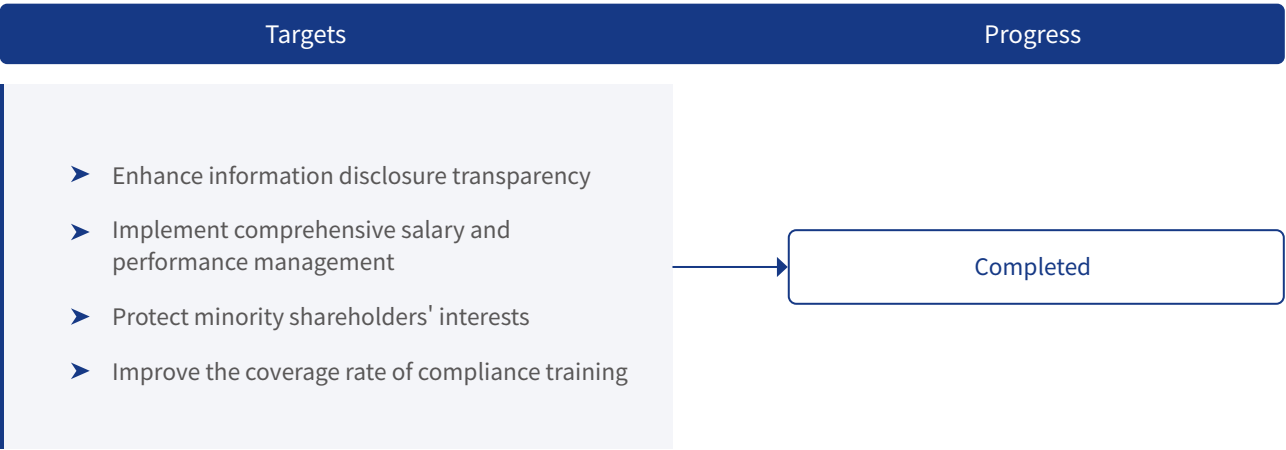 Targets
Progress
Enhance information disclosure transparency
Implement comprehensive salary and
performance management
Protect minority shareholders' interests
Improve the coverage rate of compliance training
Completed